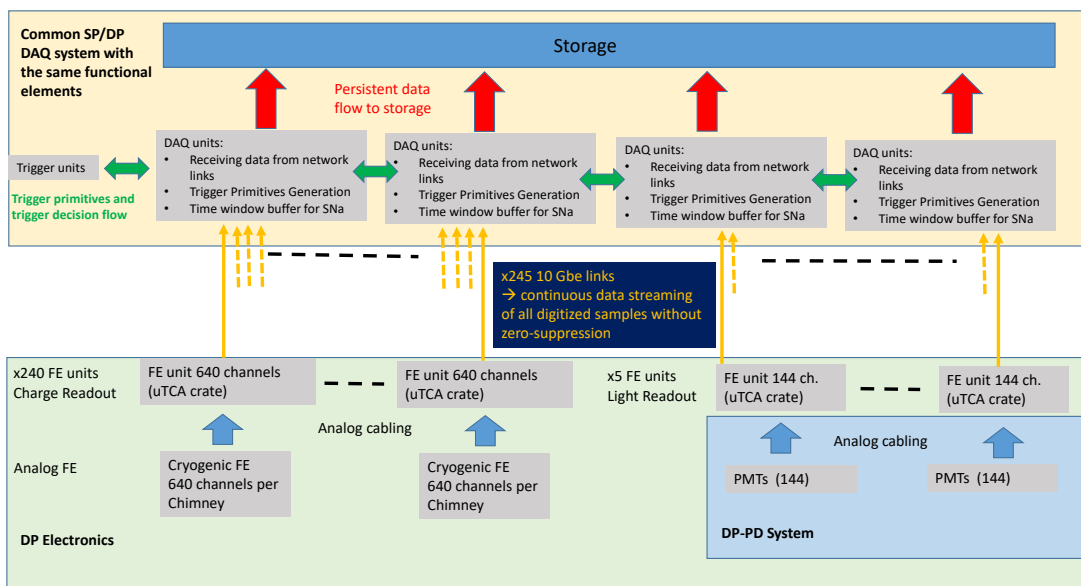 Common SP/DP
DAQ system with
the same functional
elements
Storage
Persistent data
flow to storage
Trigger units
Trigger primitives and
trigger decision flow
DAQ units:
• Receiving data from network
links
• Trigger Primitives Generation
• Time window buffer for SNa
DAQ units:
• Receiving data from network
links
• Trigger Primitives Generation
• Time window buffer for SNa
DAQ units:
• Receiving data from network
links
• Trigger Primitives Generation
• Time window buffer for SNa
DAQ units:
• Receiving data from network
links
• Trigger Primitives Generation
• Time window buffer for SNa
x245 10 Gbe links
→ continuous data streaming
of all digitized samples without
zero-suppression
x240 FE units
Charge Readout
FE unit 640 channels
(uTCA crate)
FE unit 640 channels
(uTCA crate)
x5 FE units
Light Readout
FE unit 144 ch.
(uTCA crate)
FE unit 144 ch.
(uTCA crate)
Analog cabling
Analog cabling
Analog FE
Cryogenic FE
640 channels per
Chimney
Cryogenic FE
640 channels per
Chimney
PMTs (144)
PMTs (144)
DP Electronics
DP-PD System